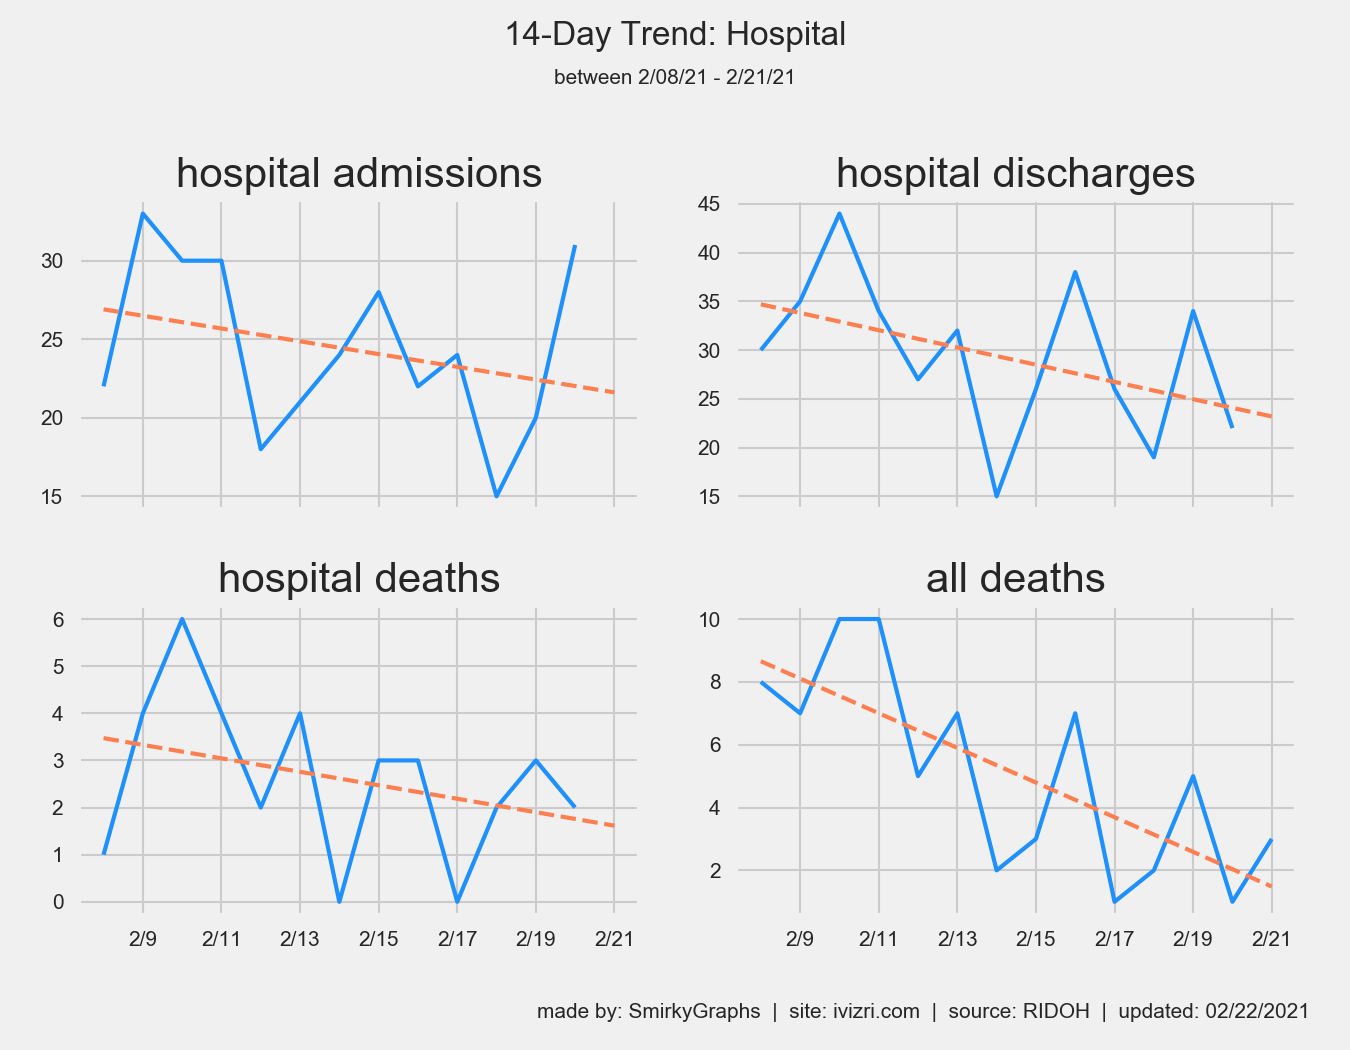 14-Day Trend: Hospital
between 2/08/21 - 2/21/21
hospital admissions
30
25
20
15
hospital discharges
45
40
35
30
25
20
15
hospital deaths
6
5
4
3
2
1
0
2/9 2/11 2/13 2/15 2/17 2/19 2/21
all deaths
10
8
6
4
2
2/9 2/11 2/13 2/15 2/17 2/19 2/21
made by: SmirkyGraphs | site: ivizri.com | source: RIDOH | updated: 02/22/2021